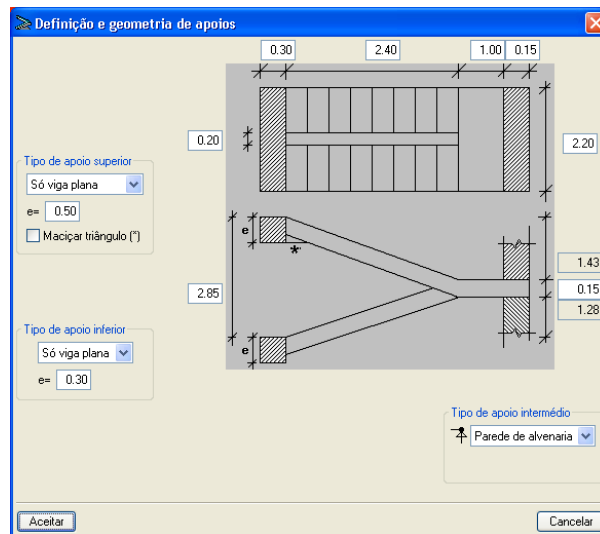 Definição e geometria de apoios
0.30 2.40 1.00 0.15
0.20
2.20
Tipo de apoio superior
Só viga plana
e= 0.50
Maciçar triângulo (*)
e
*
2.85
1.43
0.15
1.28
Tipo de apoio inferior
Só viga plana
e= 0.30
e
Tipo de apoio intermédio
Parede de alvenaria
Aceitar
Cancelar